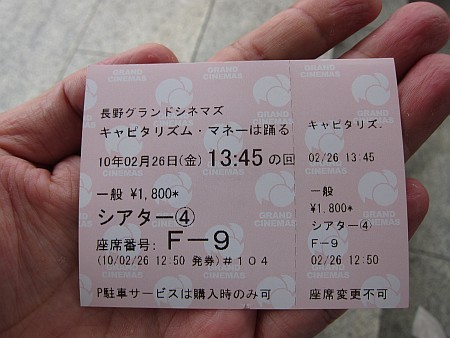 長野グランドシネマズ
キャピタリズム・マネーは踊る
10年02月26日(金) 13:45 の回
一般 ¥1,800*
シアター④
座席番号: F-9
(10/02/26 12:50 発券)#104
P駐車サービスは購入時のみ可
キャピタリズ.
02/26 13:45
一般
¥1,800*
シアター④
F-9
02/26 12:50
座席変更不可
GRAND CINEMAS